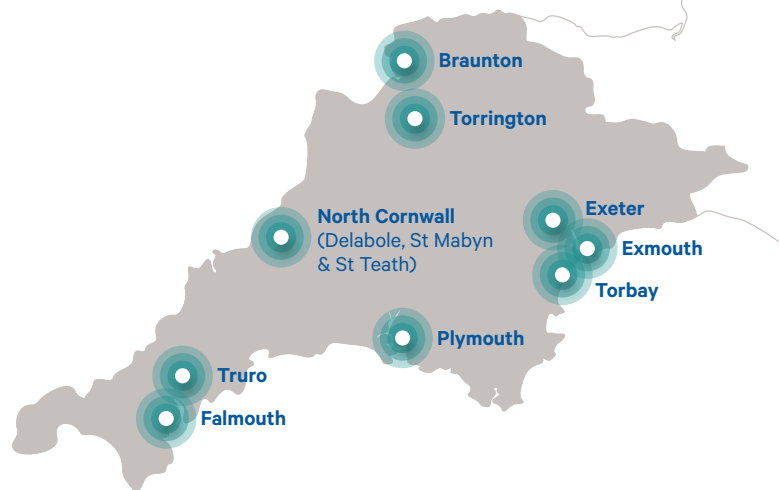 Braunton
Torrington
North Cornwall
(Delabole, St Mabyn
& St Teath)
Exeter
Exmouth
Torbay
Plymouth
Truro
Falmouth